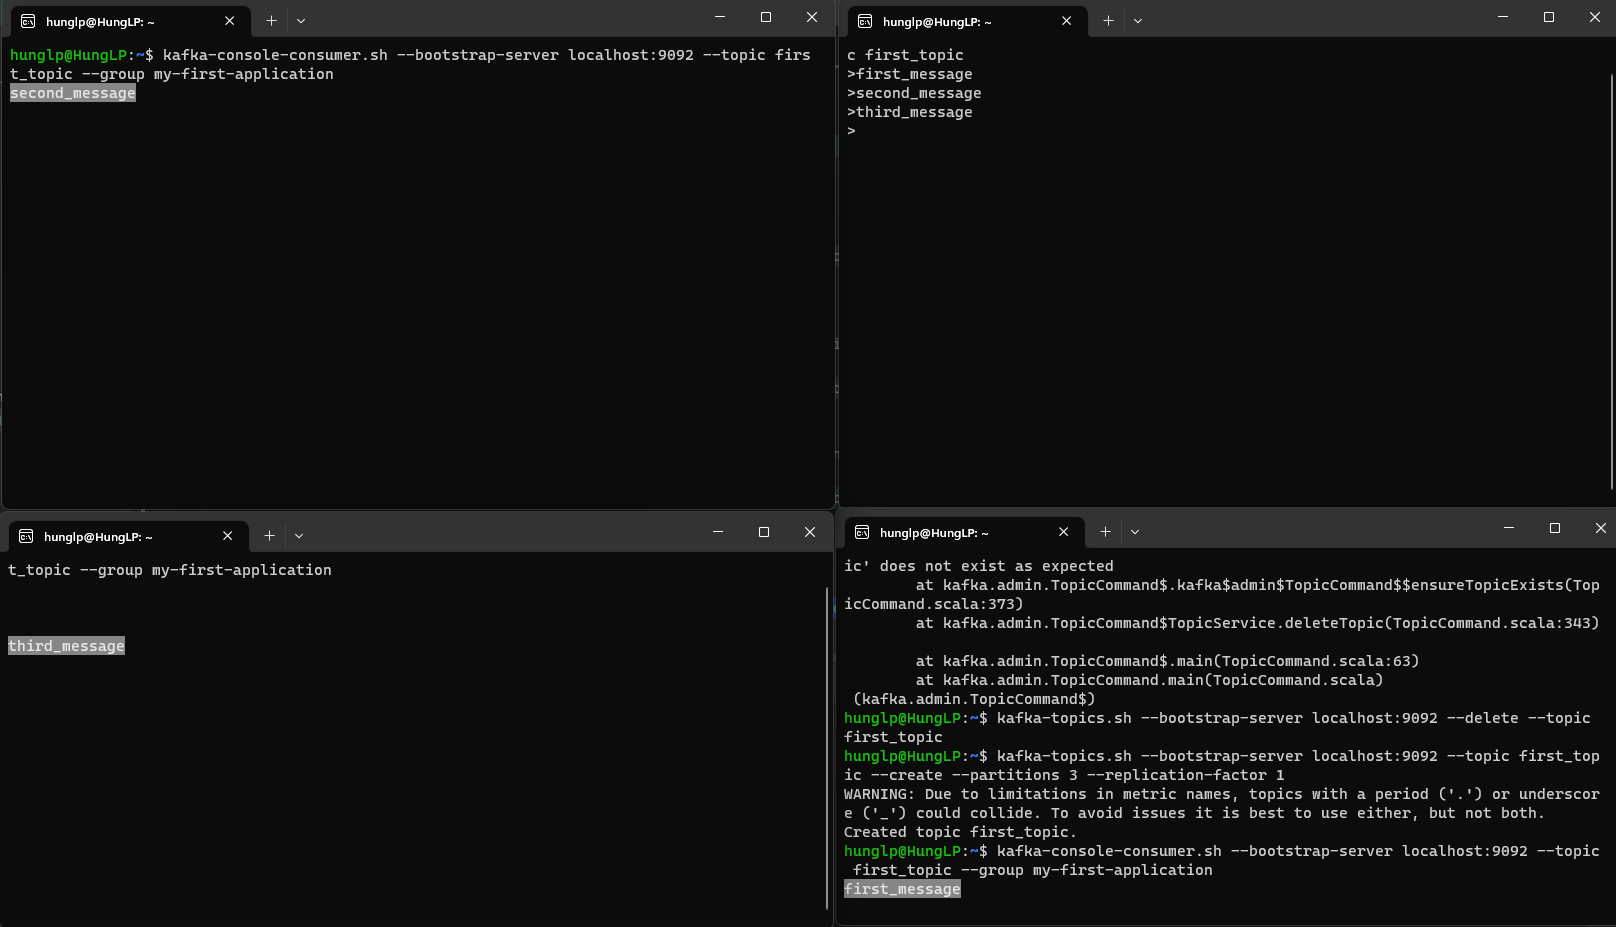 hunglp@HungLP: ~
hunglp@HungLP:~$ kafka-console-consumer.sh --bootstrap-server localhost:9092 --topic firs
t_topic --group my-first-application
second_message
hunglp@HungLP: ~
c first_topic
>first_message
>second_message
>third_message
>
hunglp@HungLP: ~
t_topic --group my-first-application
third_message
hunglp@HungLP: ~
ic' does not exist as expected
at kafka.admin.TopicCommand$.kafka$admin$TopicCommand$$ensureTopicExists(Top
icCommand.scala:373)
at kafka.admin.TopicCommand$TopicService.deleteTopic(TopicCommand.scala:343)
at kafka.admin.TopicCommand$.main(TopicCommand.scala:63)
at kafka.admin.TopicCommand.main(TopicCommand.scala)
(kafka.admin.TopicCommand$)
hunglp@HungLP:~$ kafka-topics.sh --bootstrap-server localhost:9092 --delete --topic
first_topic
hunglp@HungLP:~$ kafka-topics.sh --bootstrap-server localhost:9092 --topic first_top
ic --create --partitions 3 --replication-factor 1
WARNING: Due to limitations in metric names, topics with a period ('.') or underscor
e ('_') could collide. To avoid issues it is best to use either, but not both.
Created topic first_topic.
hunglp@HungLP:~$ kafka-console-consumer.sh --bootstrap-server localhost:9092 --topic
first_topic --group my-first-application
first_message